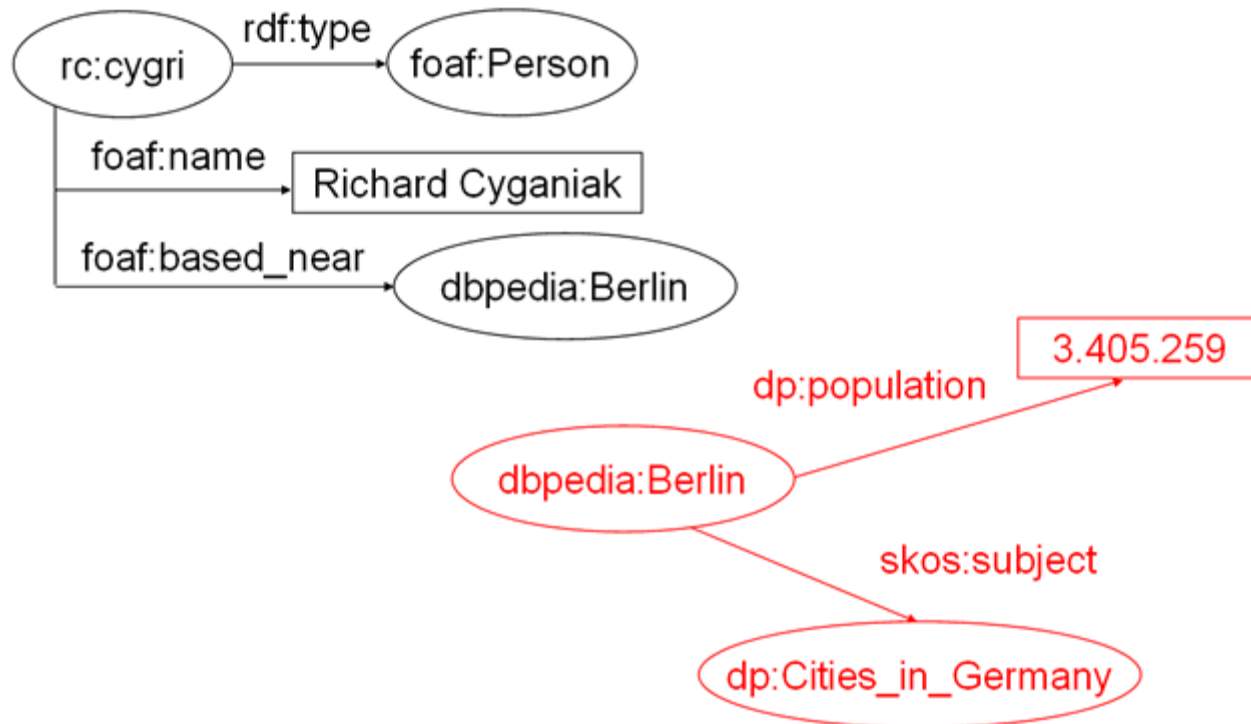 rdf:type
rc:cygri
foaf:Person
foaf:name
Richard Cyganiak
foaf:based_near
dbpedia:Berlin
3.405.259
dp:population
dbpedia:Berlin
skos:subject
dp:Cities_in_Germany